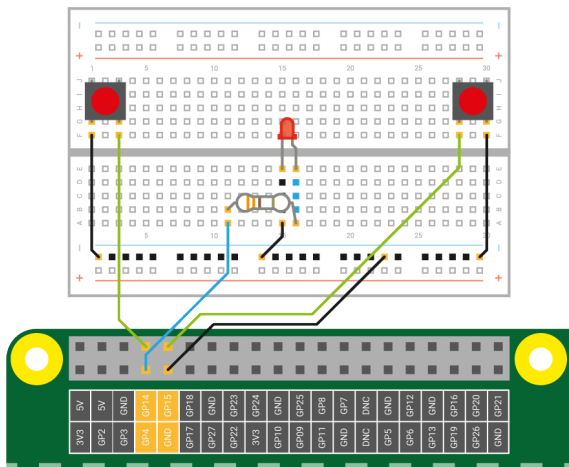 − −
+ +
1 5 10 15 20 25 30
J J
I I
H H
G G
F F
E E
D D
C C
B B
A A
5 20 25
− −
+ +
5V 5V GND GP14 GP15 GP18 GND GP23 GP24 GND GP25 GP8 GP7 DNC GND GP12 GND GP16 GP20 GP21
3V3 GP2 GP3 GP4 GND GP17 GP27 GP22 3V3 GP10 GP09 GP11 GND DNC GP5 GP6 GP13 GP19 GP26 GND